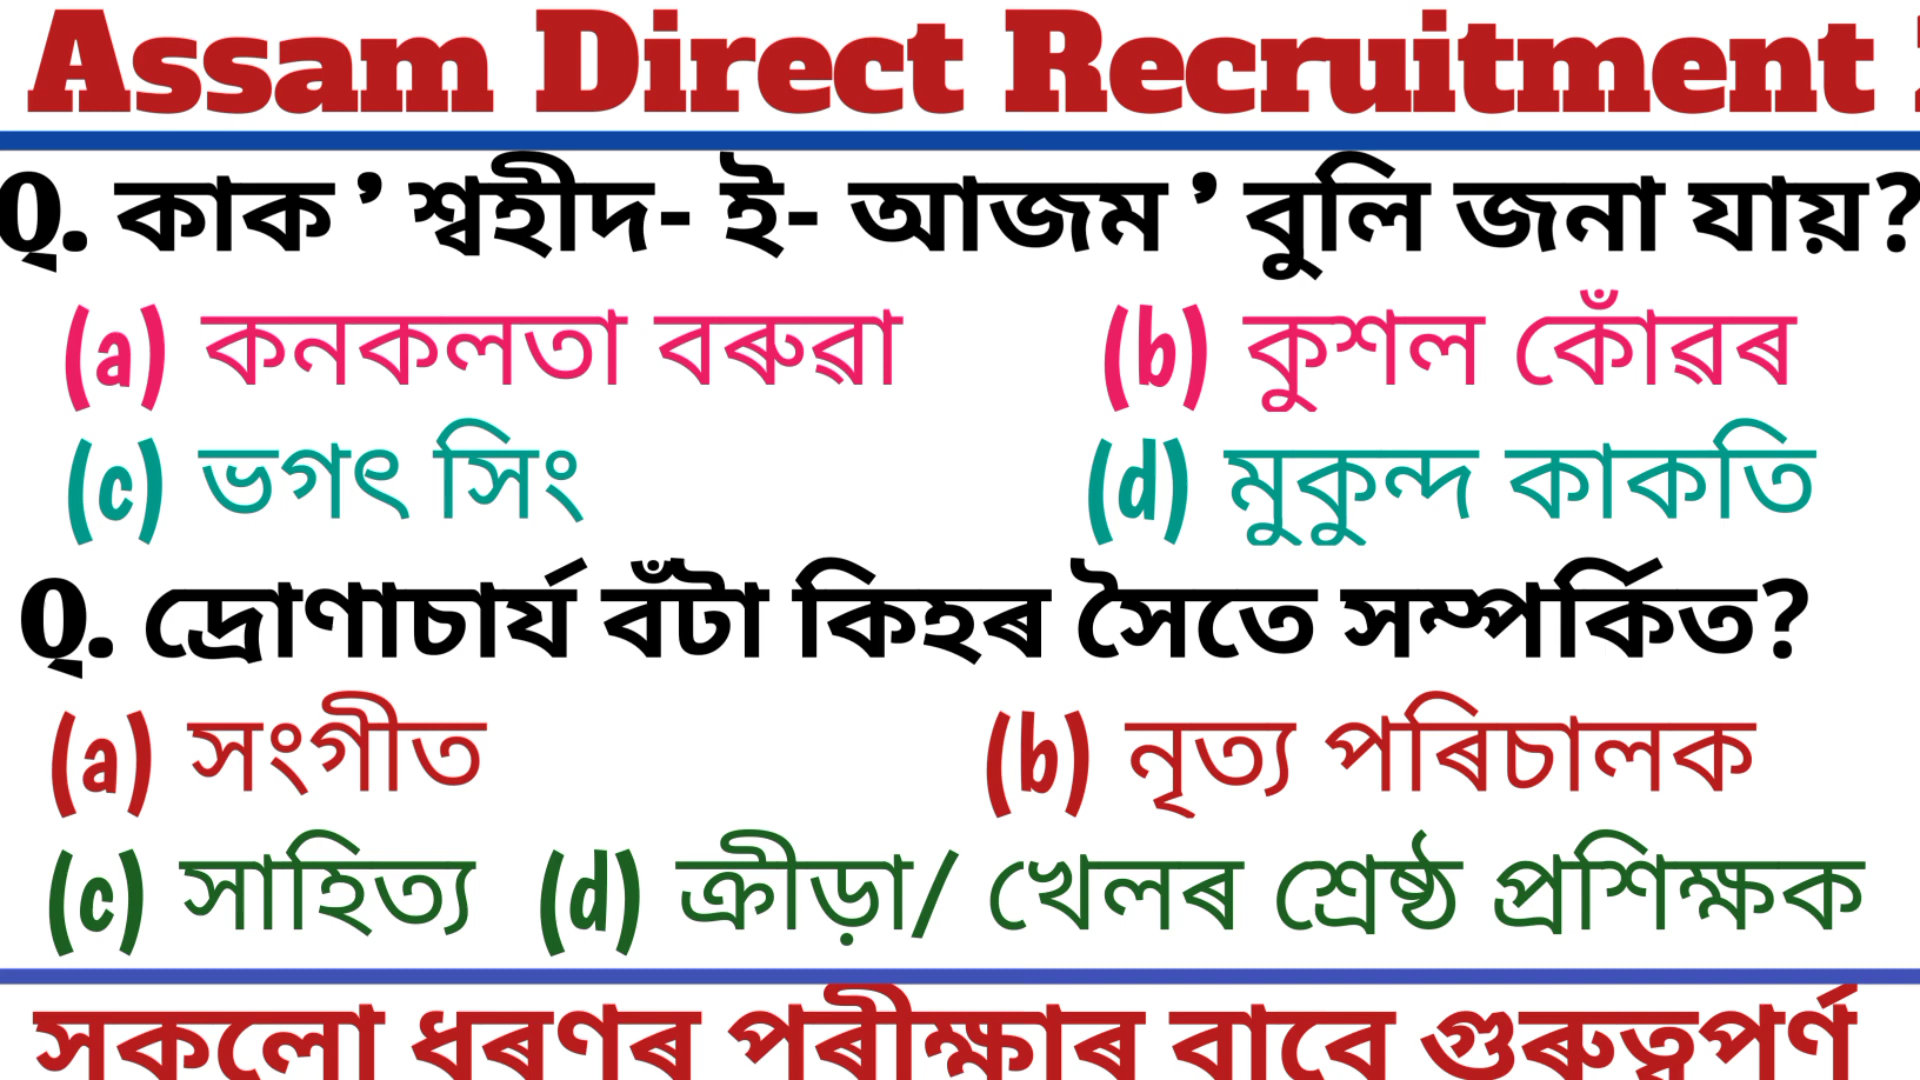 Assam Direct Recruitment
Q. কাক ’ শ্বহীদ- ই- আজম ’ বুলি জনা যায়?
(a) কনকলতা বৰুৱা (b) কুশল কোঁৱৰ
(c) ভগৎ সিং (d) মুকুন্দ কাকতি
Q. দ্ৰোণাচাৰ্য বঁটা কিহৰ সৈতে সম্পৰ্কিত?
(a) সংগীত (b) নৃত্য পৰিচালক
(c) সাহিত্য (d) ক্ৰীড়া/ খেলৰ শ্ৰেষ্ঠ প্ৰশিক্ষক
সকলো ধৰণৰ পৰীক্ষাৰ বাবে গুৰুত্বপূৰ্ণ